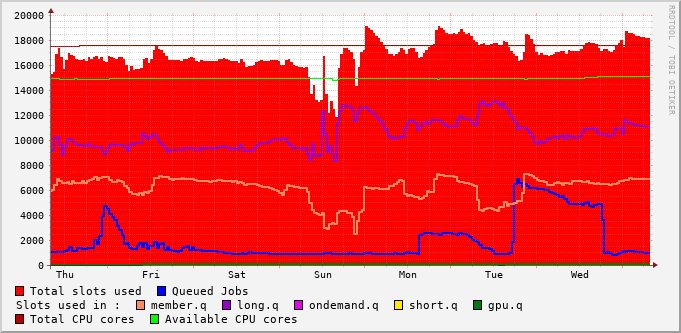 20000
18000
16000
14000
12000
10000
8000
6000
4000
2000
0
Thu Fri Sat Sun Mon Tue Wed
RRDTOOL / TOBI OETIKER
Total slots used Queued Jobs
Slots used in : member.q long.q ondemand.q short.q gpu.q
Total CPU cores Available CPU cores